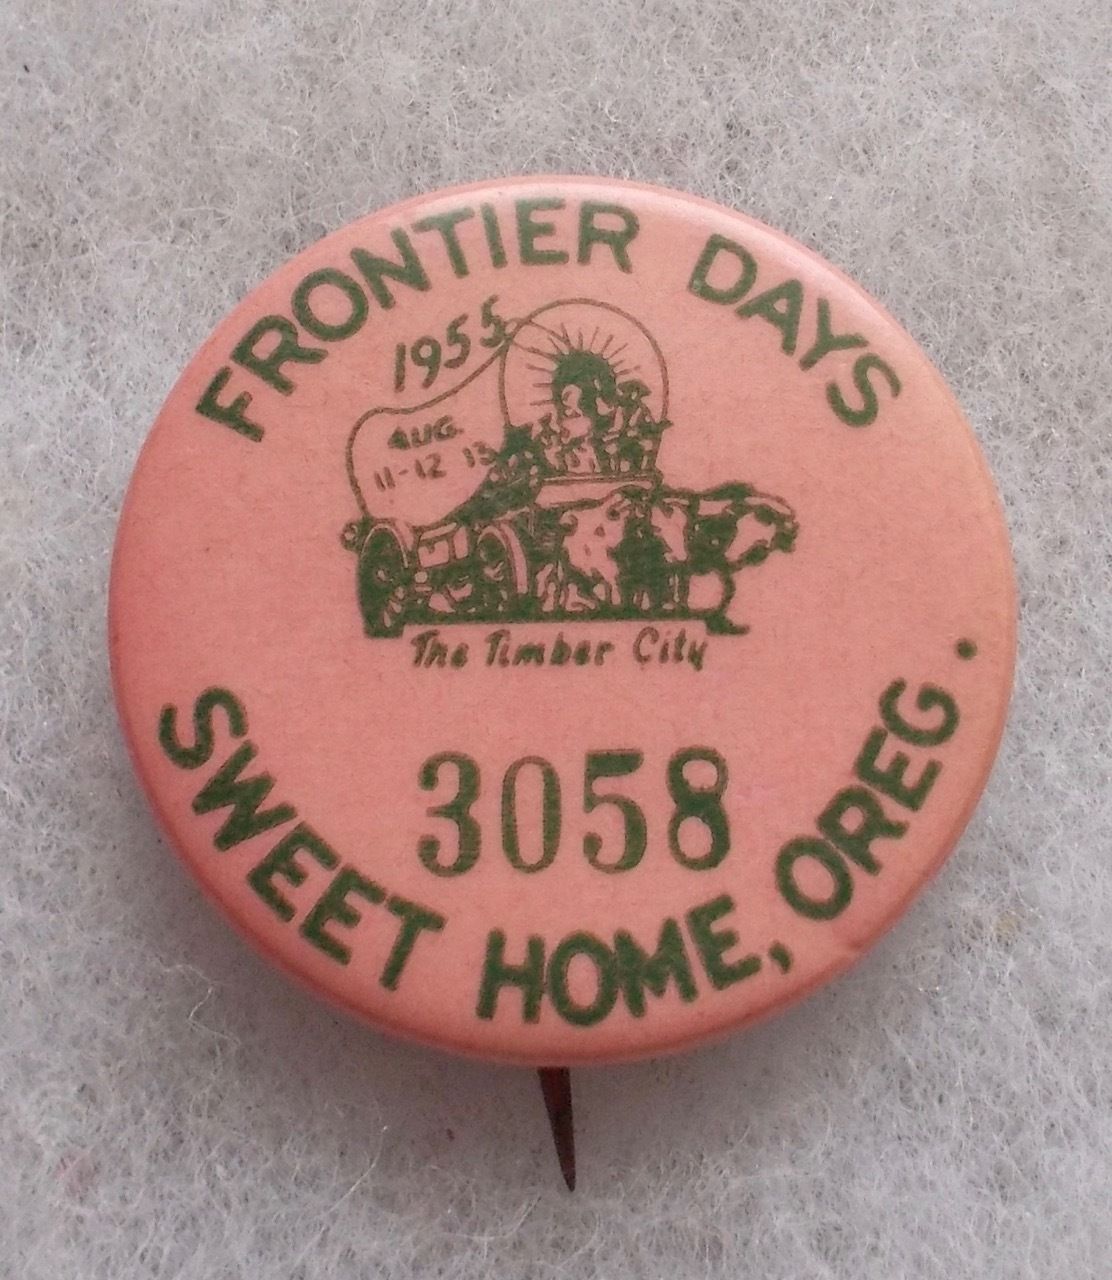 FRONTIER DAYS
1955
AUG.
11-12 13
The Timber City
3058
SWEET HOME, OREG.